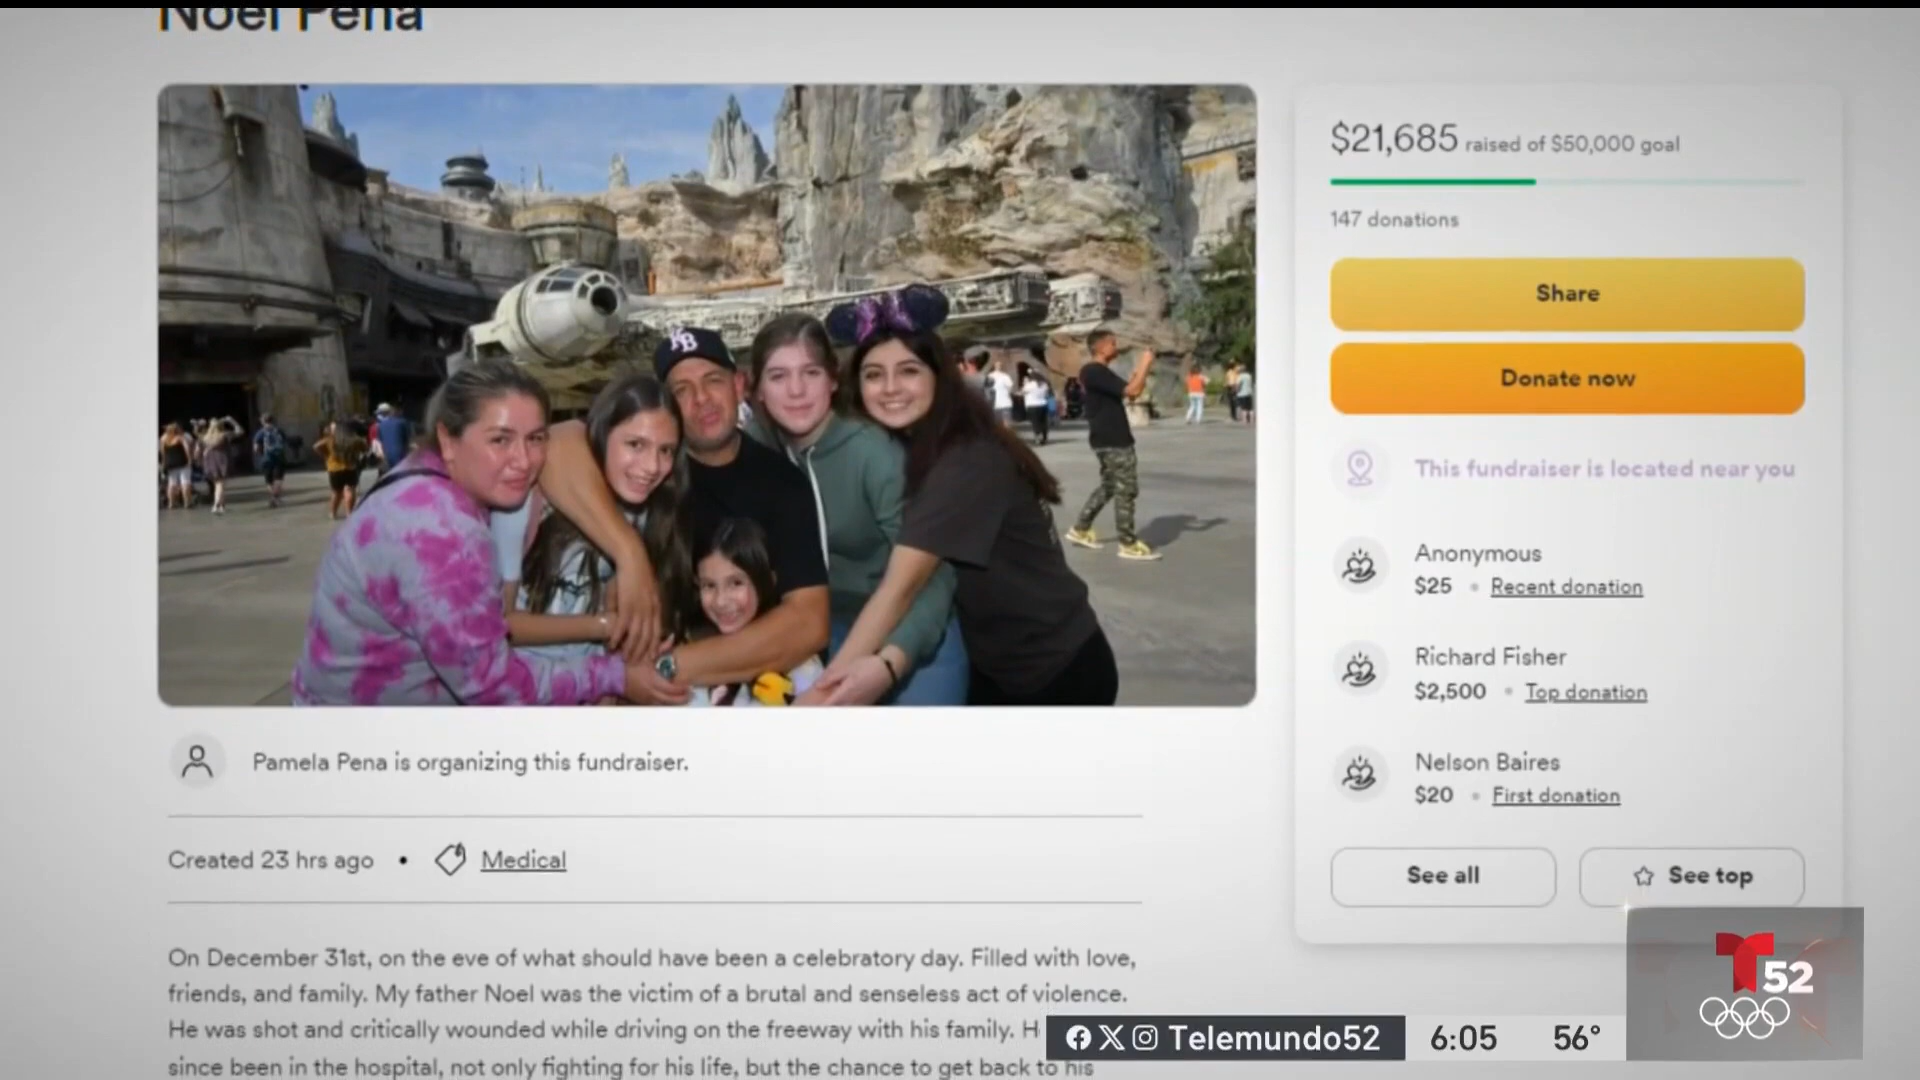 Noel Pena
$21,685 raised of $50,000 goal
147 donations
Share
Donate now
This fundraiser is located near you
Anonymous
$25 • Recent donation
Richard Fisher
$2,500 • Top donation
Nelson Baires
$20 • First donation
See all
See top
KB
Pamela Pena is organizing this fundraiser.
Created 23 hrs ago • Medical
On December 31st, on the eve of what should have been a celebratory day. Filled with love,
friends, and family. My father Noel was the victim of a brutal and senseless act of violence.
He was shot and critically wounded while driving on the freeway with his family. H
since been in the hospital, not only fighting for his life, but the chance to get back to his
Telemundo52
6:05
56°
T52